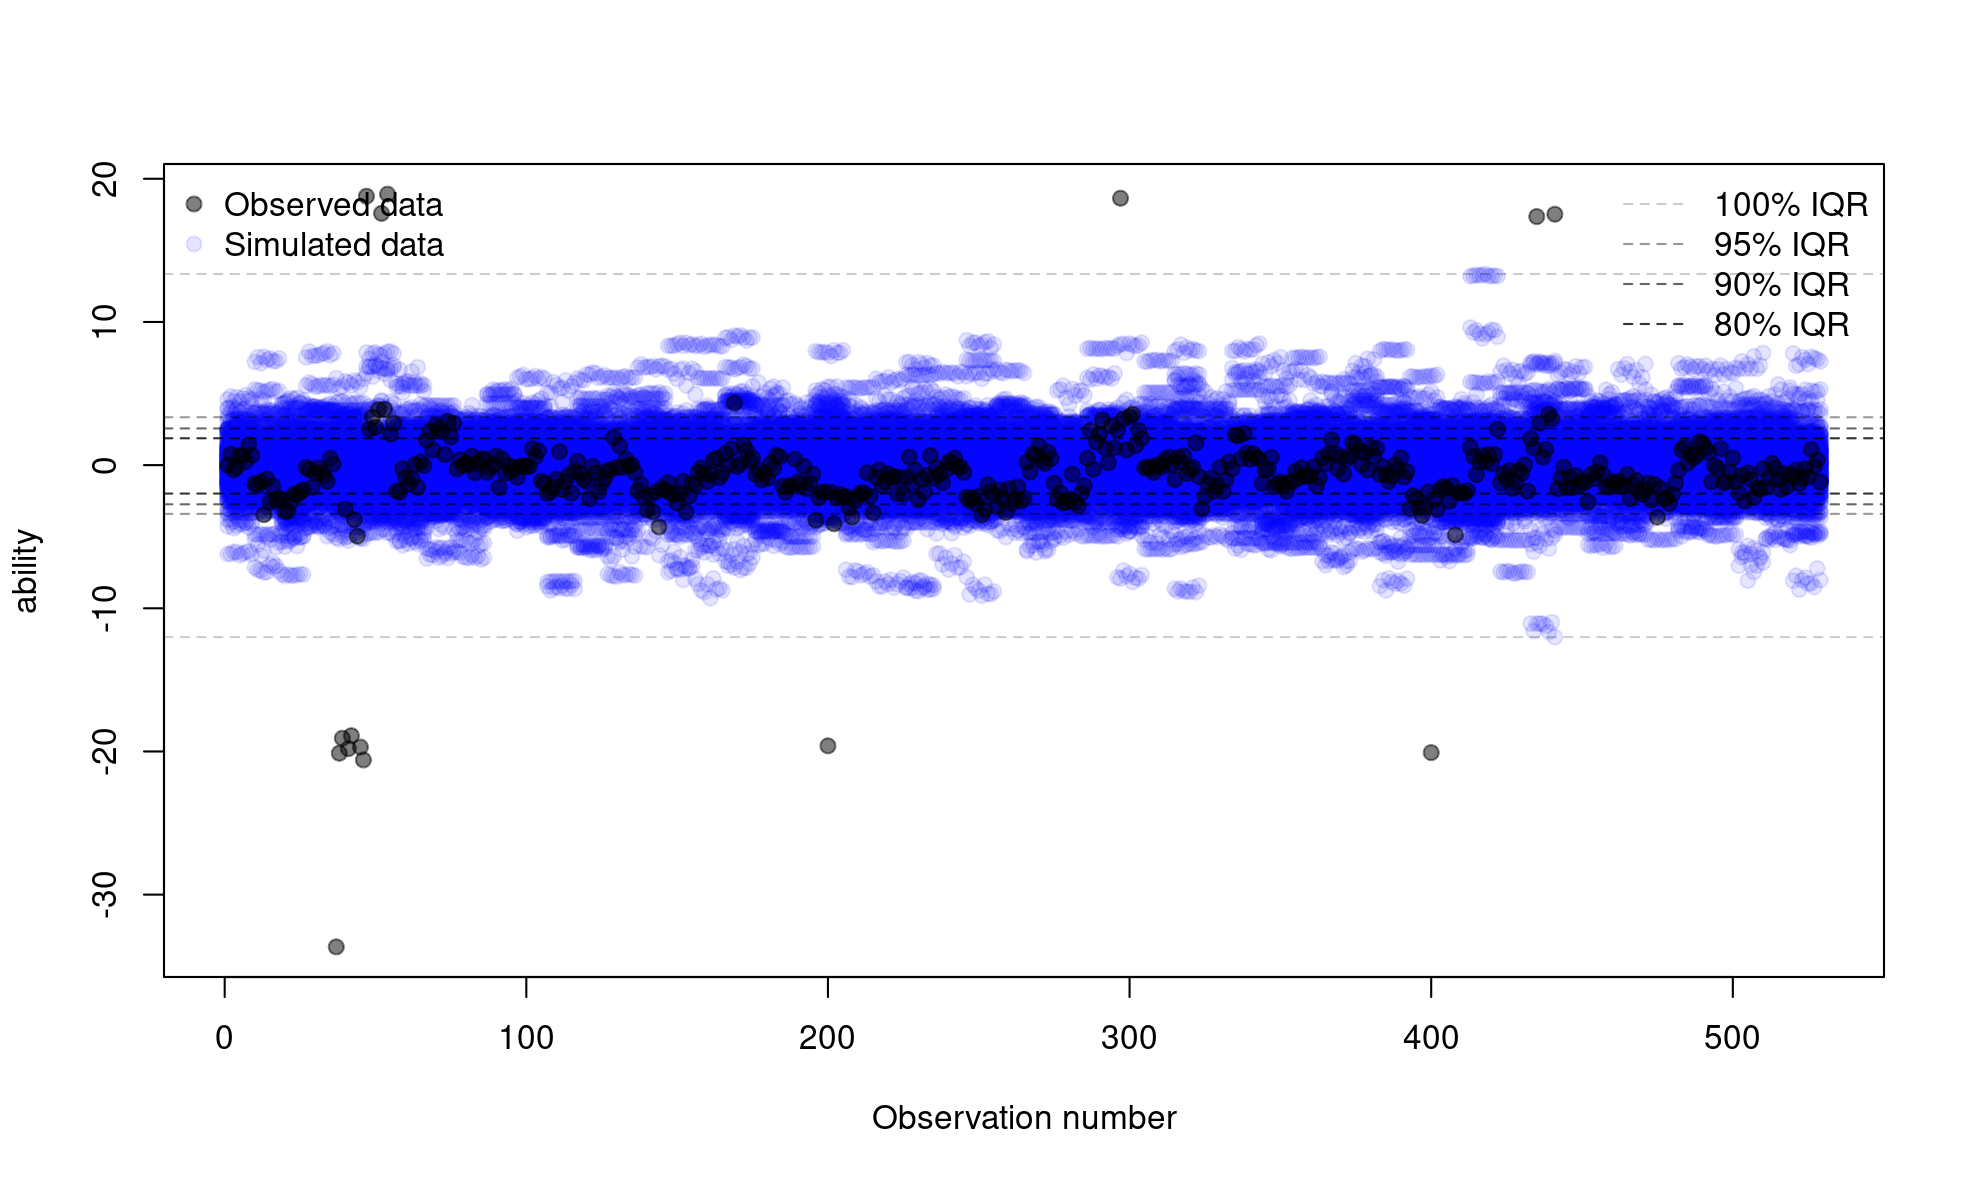 20
10
0
-10
-20
-30
ability
Observed data
Simulated data
100% IQR
95% IQR
90% IQR
80% IQR
0 100 200 300 400 500
Observation number